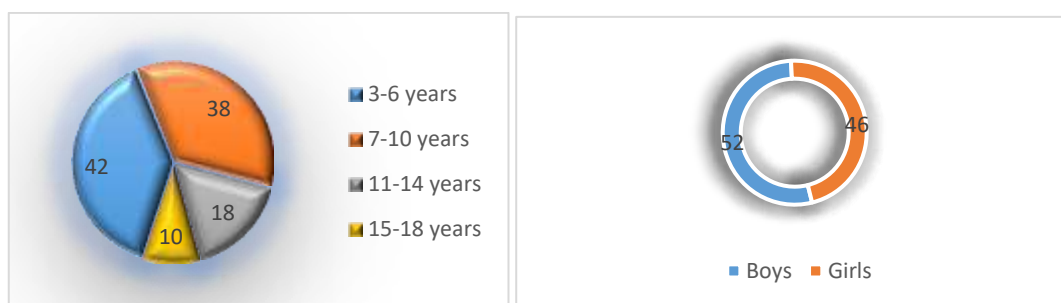 38
42
18
10
3-6 years
7-10 years
11-14 years
15-18 years
52
46
Boys
Girls